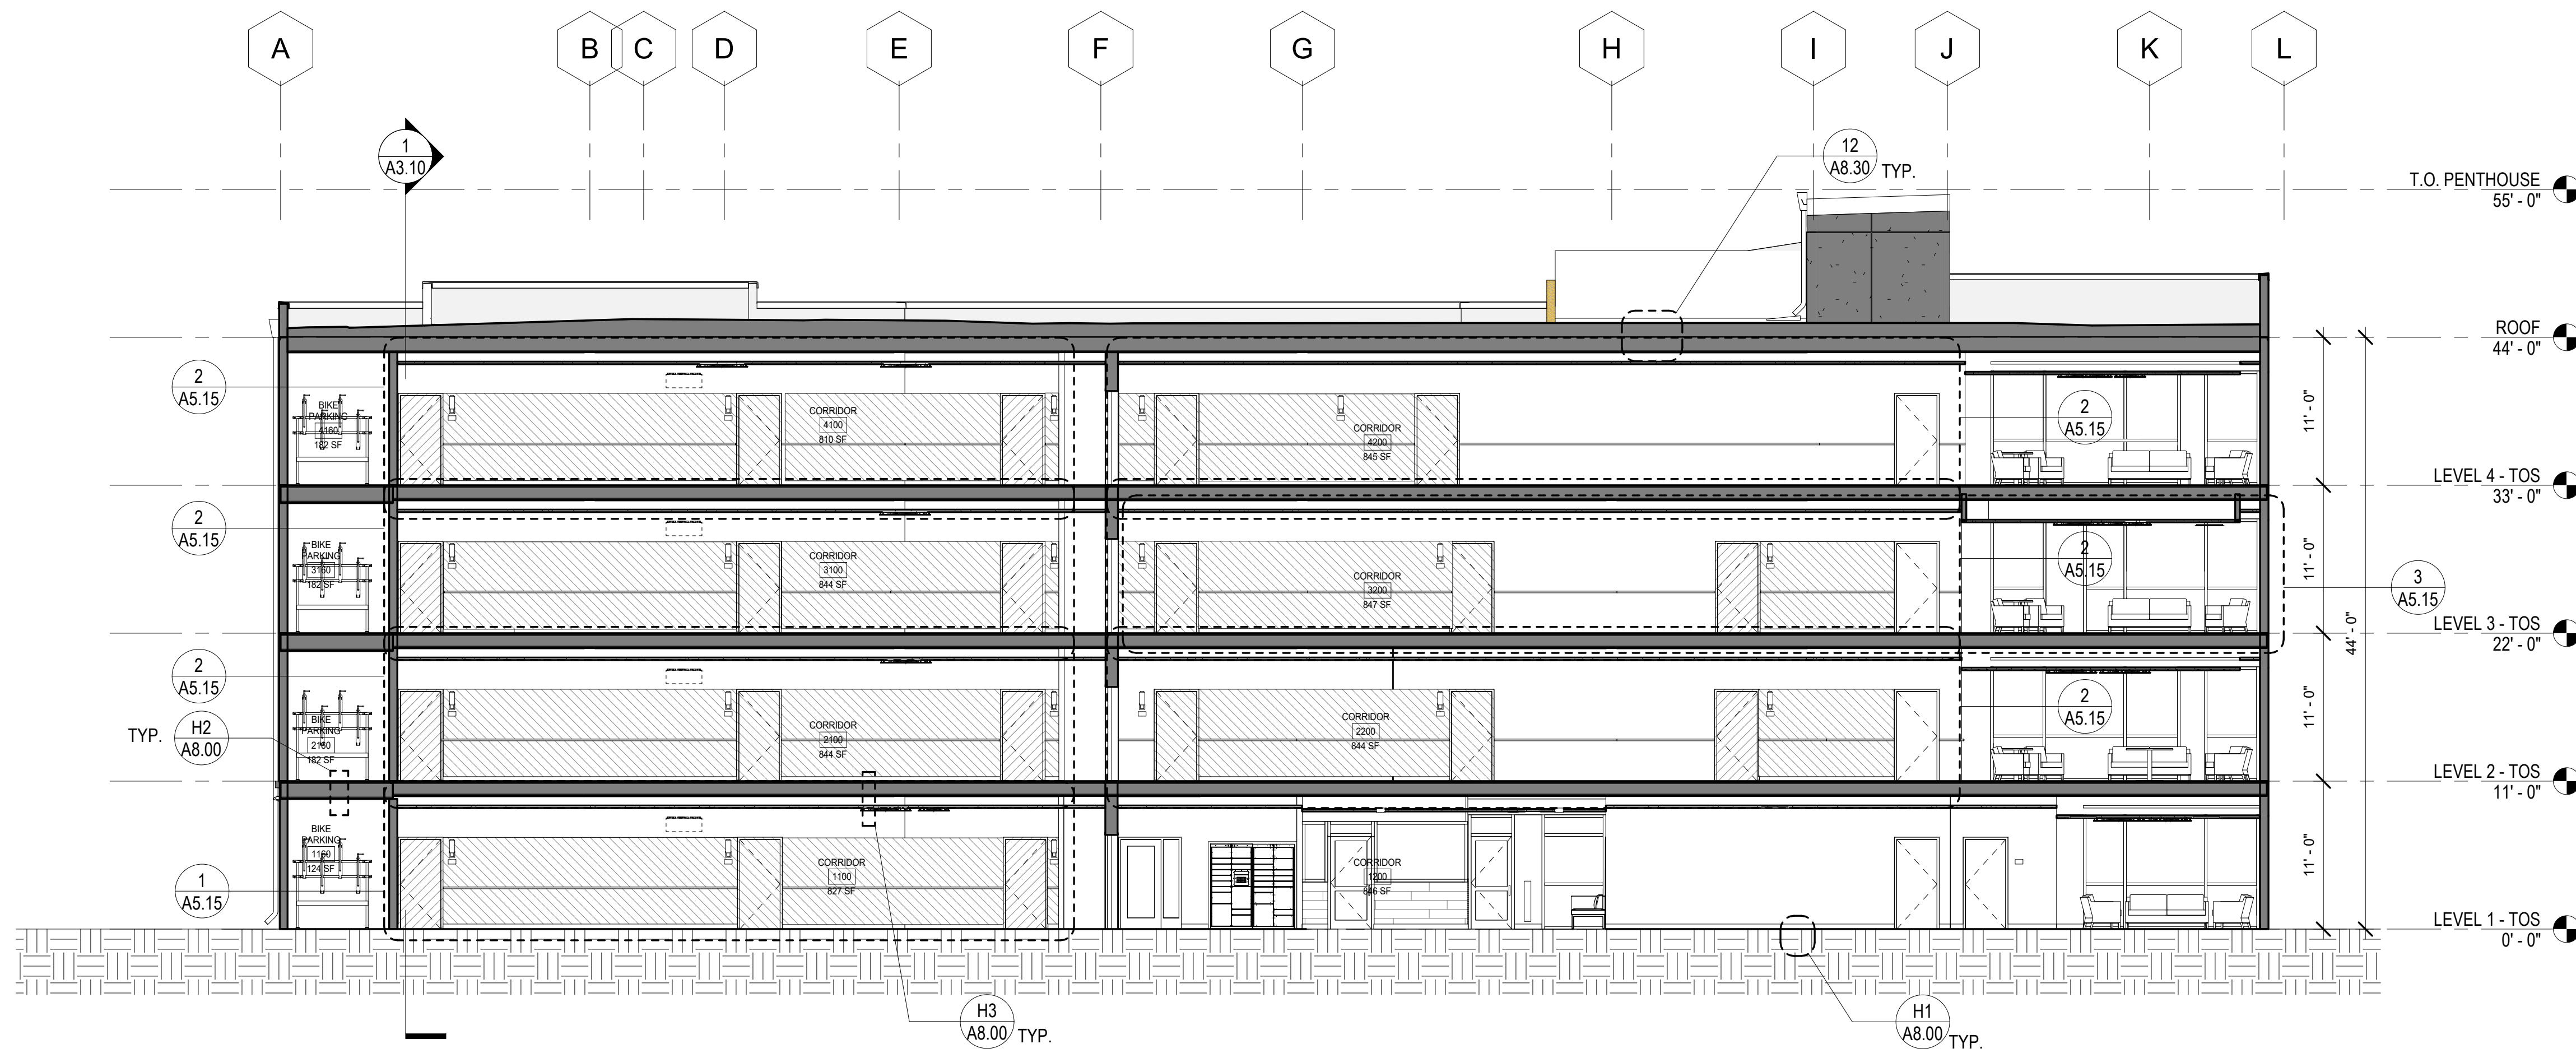 A B C D E F G H I J K L
1
A3.10
12
A8.30 TYP.
T.O. PENTHOUSE
55' - 0"
ROOF
44' - 0"
2
A5.15
BIKE
PARKING
4160
182 SF
CORRIDOR
4100
810 SF
CORRIDOR
4200
845 SF
2
A5.15
11' - 0"
LEVEL 4 - TOS
33' - 0"
2
A5.15
BIKE
PARKING
3160
182 SF
CORRIDOR
3100
844 SF
CORRIDOR
3200
847 SF
2
A5.15
11' - 0"
3
A5.15
LEVEL 3 - TOS
22' - 0"
44' - 0"
2
A5.15
TYP.
H2
A8.00
BIKE
PARKING
2160
182 SF
CORRIDOR
2100
844 SF
CORRIDOR
2200
844 SF
2
A5.15
11' - 0"
LEVEL 2 - TOS
11' - 0"
1
A5.15
BIKE
PARKING
1160
124 SF
CORRIDOR
1100
827 SF
CORRIDOR
1200
846 SF
11' - 0"
LEVEL 1 - TOS
0' - 0"
H3
A8.00 TYP.
H1
A8.00 TYP.